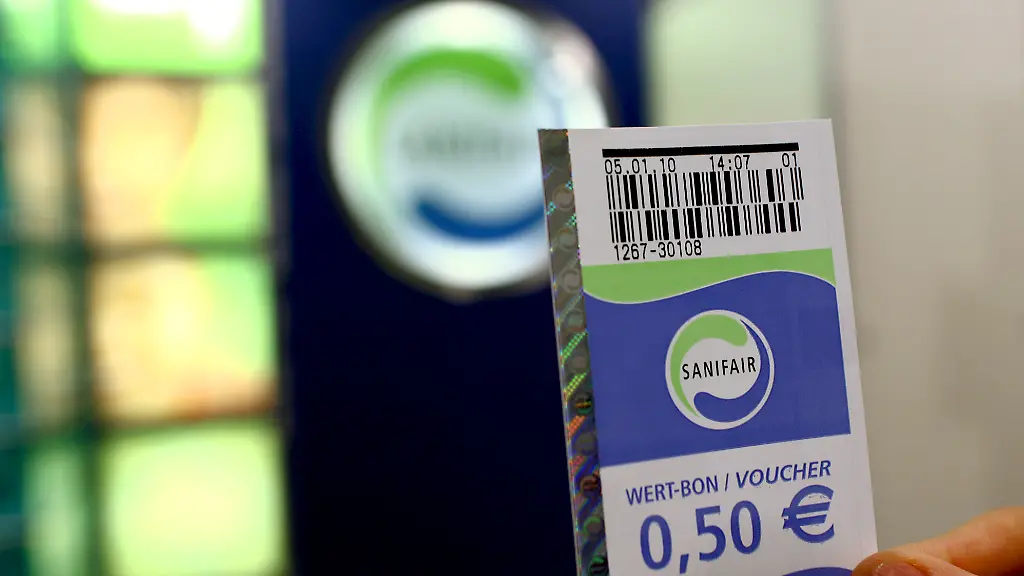 05.01.10 14:07 01
1267-30108
SANIFAIR
WERT-BON / VOUCHER
0,50 €